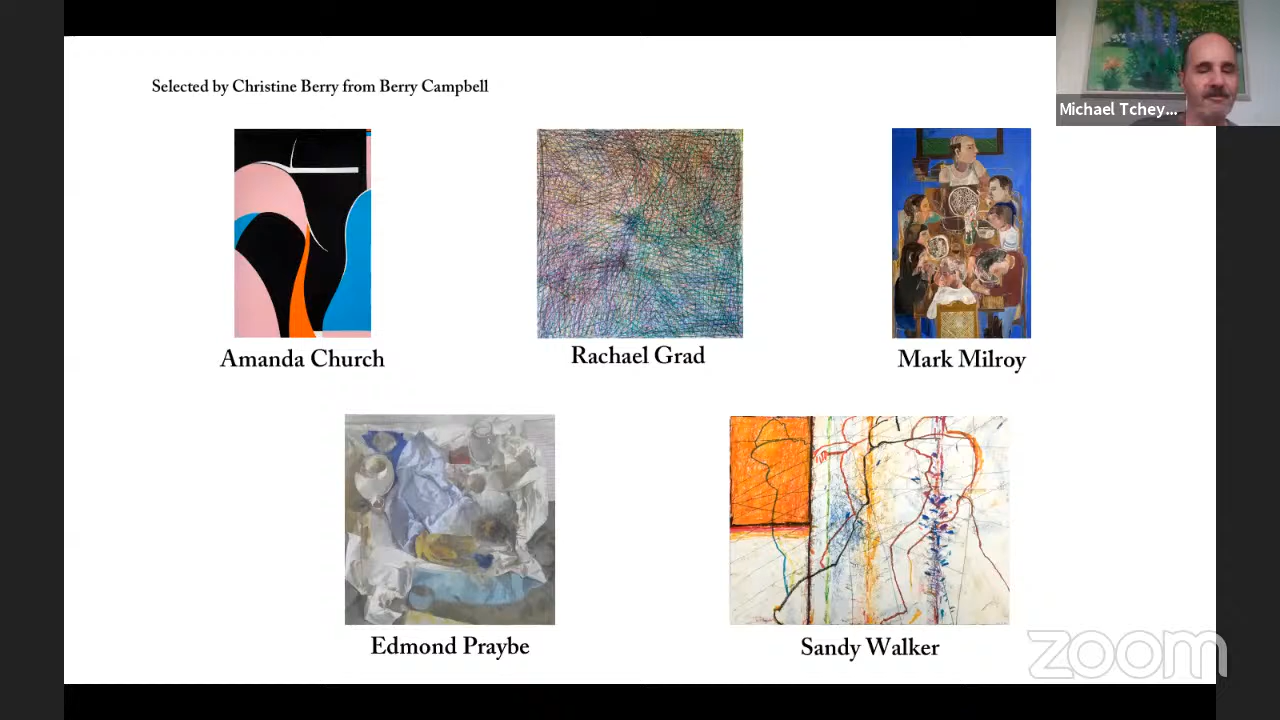 Selected by Christine Berry from Berry Campbell
Michael Tchey...
Amanda Church
Rachael Grad
Mark Milroy
Edmond Praybe
Sandy Walker
zoom